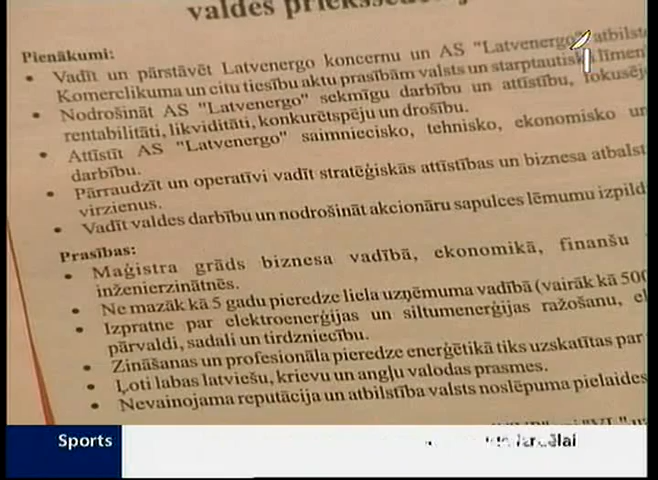 valdes
Pienākumi:
• Vadīt un pārstāvēt Latvenergo koncernu un AS "Latvenergo" atbilst
Komerclikuma un citu tiesību aktu prasībām valsts un starptautiskā līmen
• Nodrošināt AS "Latvenergo" sekmīgu darbību un attīstību, fokusēj
rentabilitāti, likviditāti, konkurētspēju un drošību.
• Attīstīt AS "Latvenergo" saimniecisko, tehnisko, ekonomisko un
darbību.
• Pārraudzīt un operatīvi vadīt stratēģiskās attīstības un biznesa atbalst
virzienus.
• Vadīt valdes darbību un nodrošināt akcionāru sapulces lēmumu izpild
Prasības:
• Maģistra grāds biznesa vadībā, ekonomikā, finanšu
inženierzinātnēs.
• Ne mazāk kā 5 gadu pieredze liela uzņēmuma vadībā (vairāk kā 500
• Izpratne par elektroenerģijas un siltumenerģijas ražošanu, el
pārvaldi, sadali un tirdzniecību.
• Zināšanas un profesionāla pieredze enerģētikā tiks uzskatītas par
• Ļoti labas latviešu, krievu un angļu valodas prasmes.
• Nevainojama reputācija un atbilstība valsts noslēpuma pielaides
1
Sports